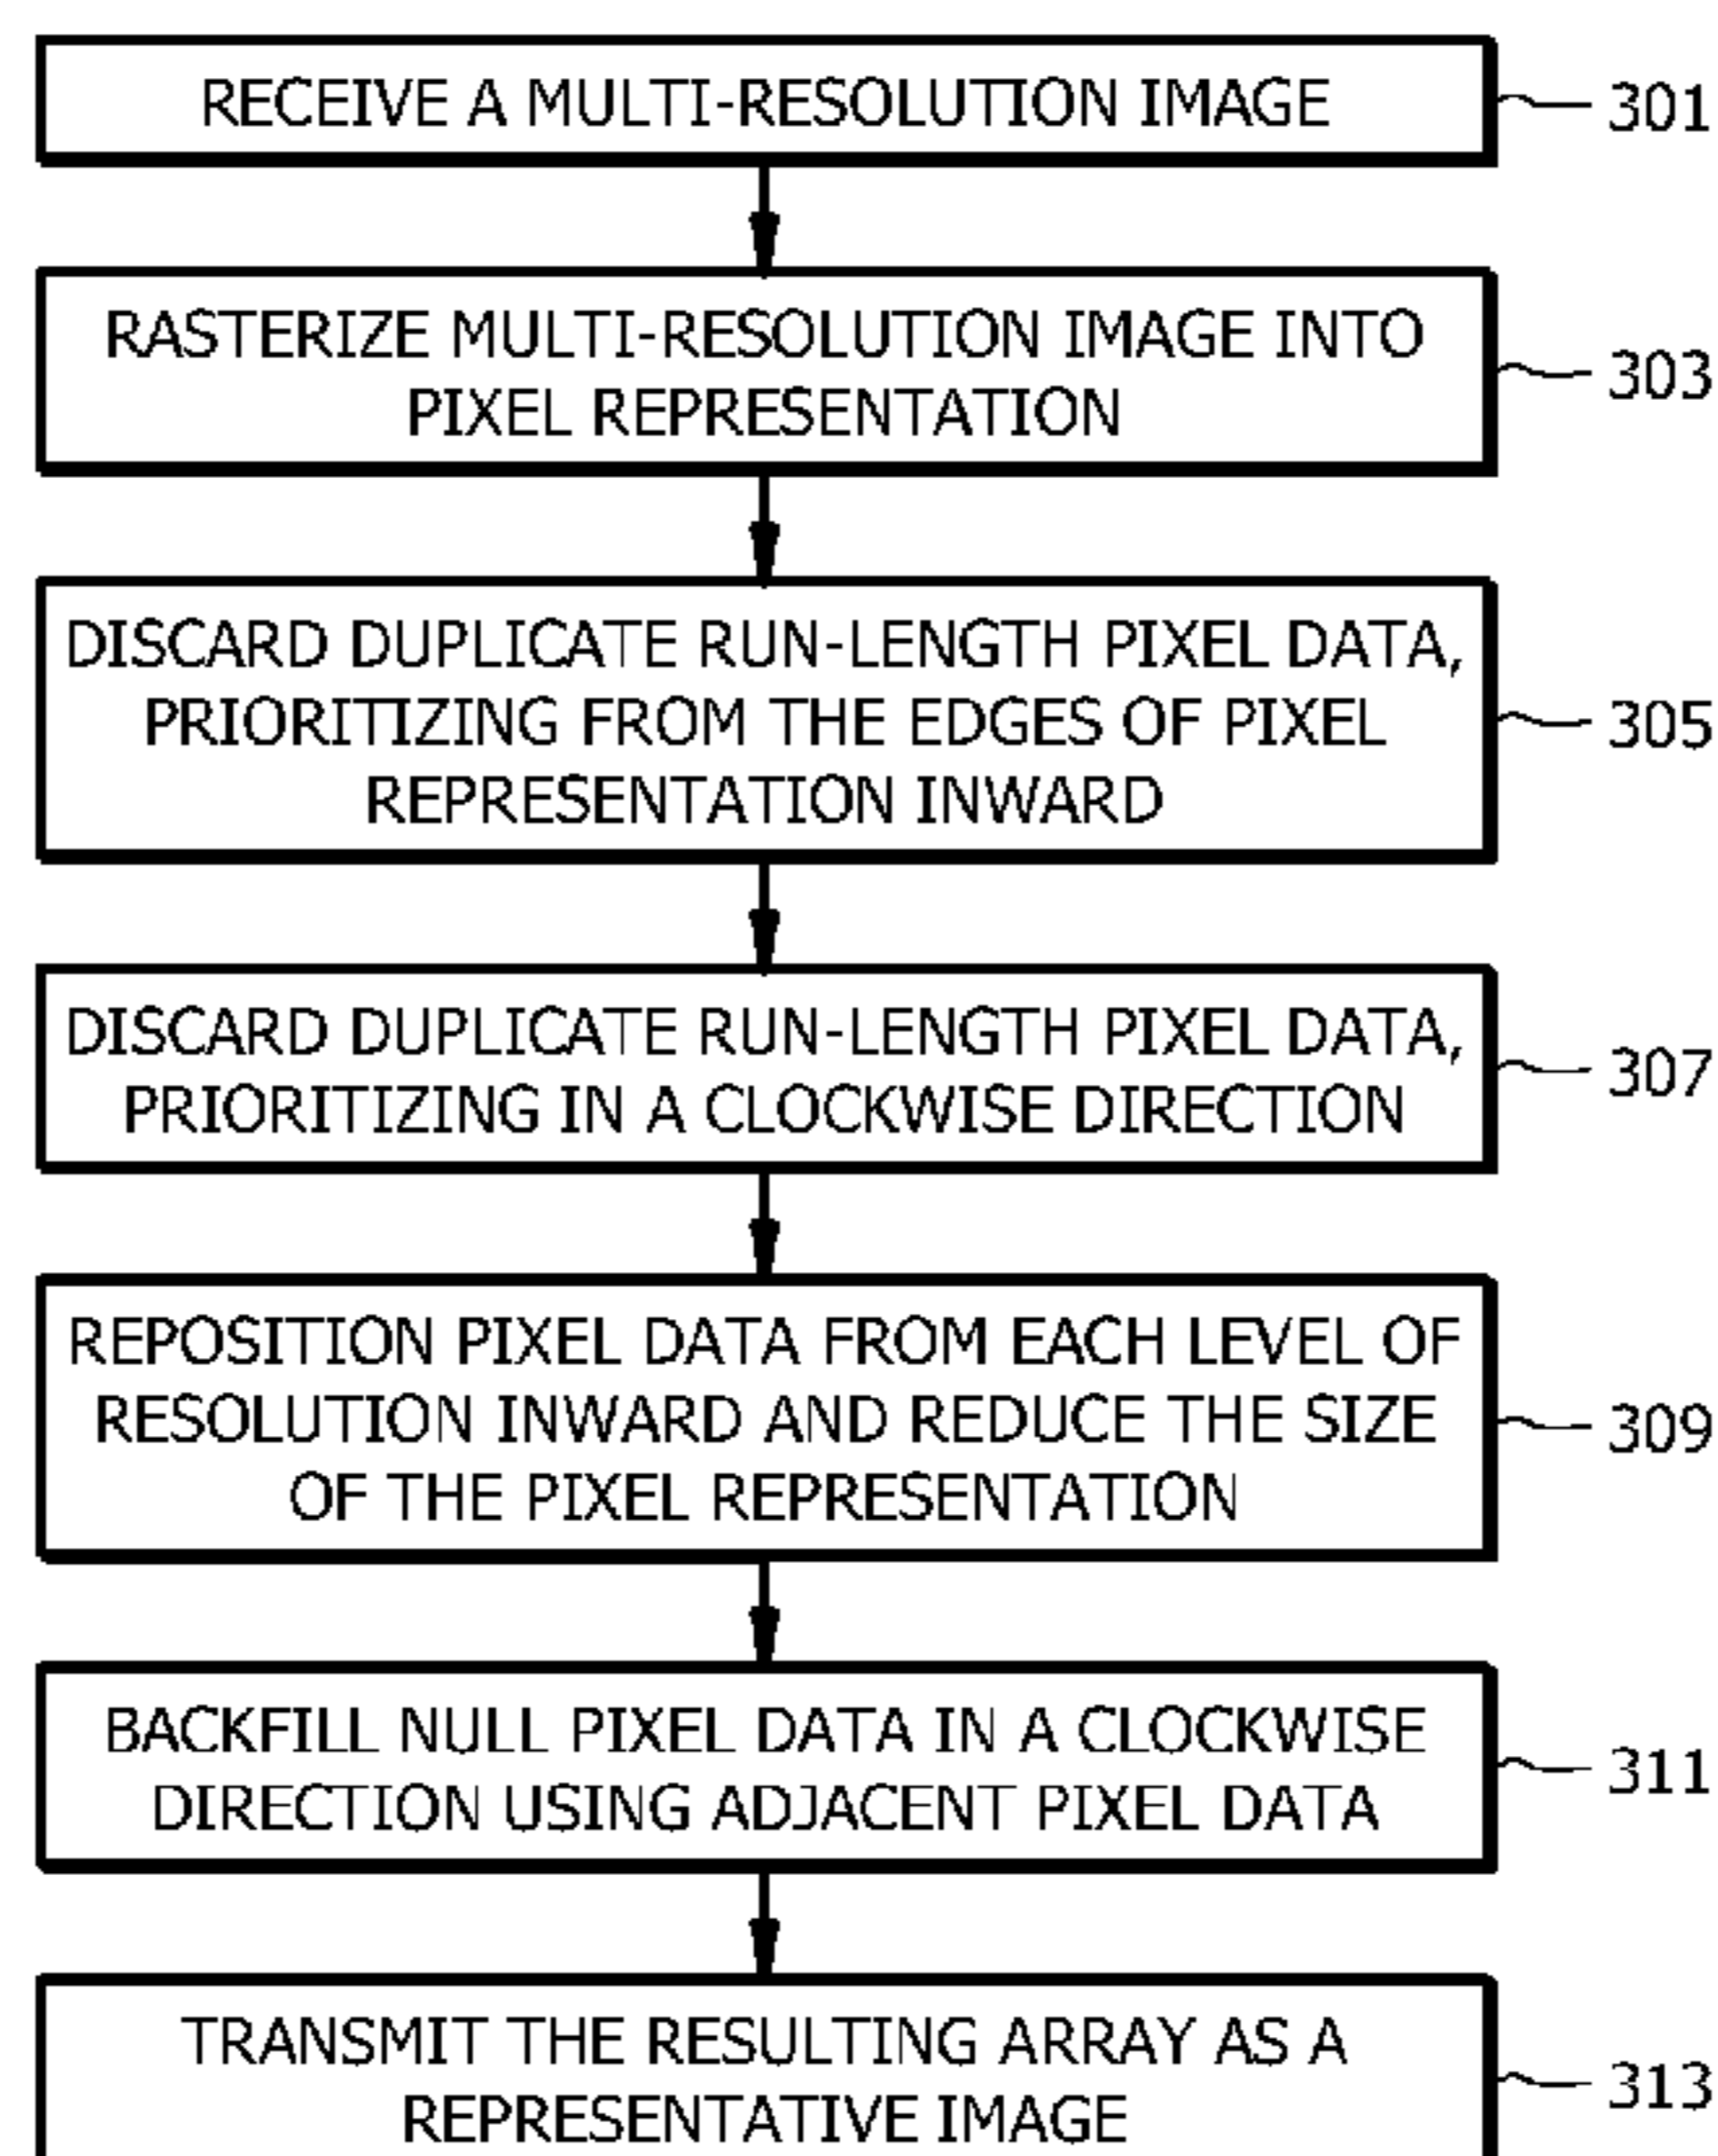 RECEIVE A MULTI-RESOLUTION IMAGE
301
RASTERIZE MULTI-RESOLUTION IMAGE INTO
PIXEL REPRESENTATION
303
DISCARD DUPLICATE RUN-LENGTH PIXEL DATA,
PRIORITIZING FROM THE EDGES OF PIXEL
REPRESENTATION INWARD
305
DISCARD DUPLICATE RUN-LENGTH PIXEL DATA,
PRIORITIZING IN A CLOCKWISE DIRECTION
307
REPOSITION PIXEL DATA FROM EACH LEVEL OF
RESOLUTION INWARD AND REDUCE THE SIZE
OF THE PIXEL REPRESENTATION
309
BACKFILL NULL PIXEL DATA IN A CLOCKWISE
DIRECTION USING ADJACENT PIXEL DATA
311
TRANSMIT THE RESULTING ARRAY AS A
REPRESENTATIVE IMAGE
313